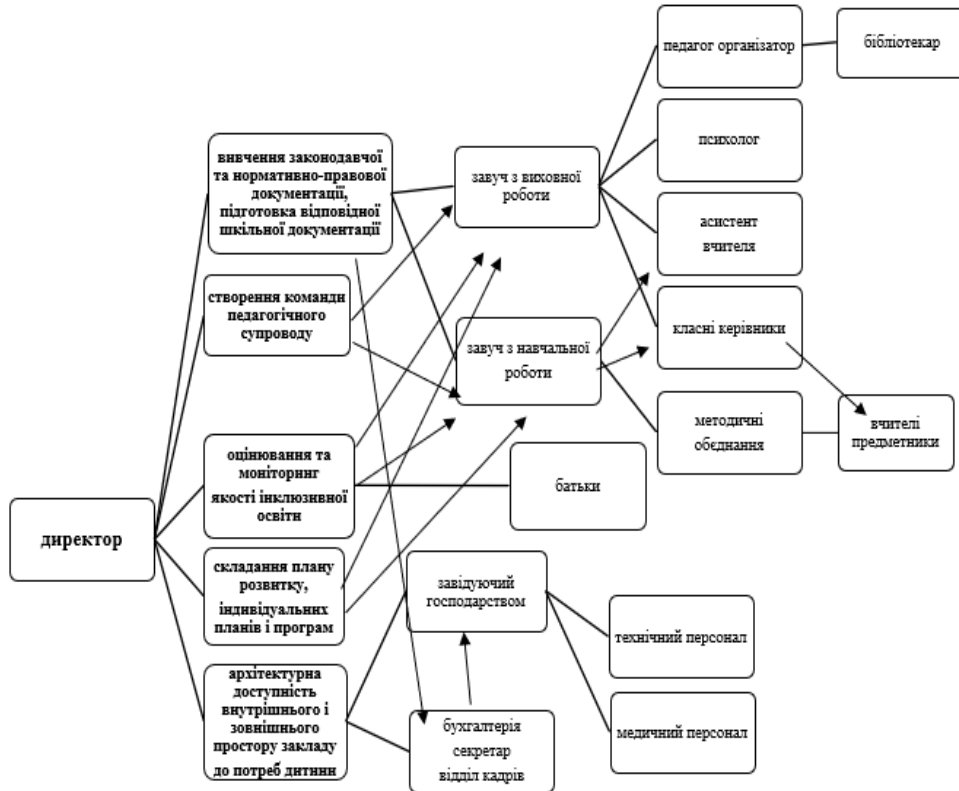 педагог організатор
бібліотекар
психолог
вивчення законодавчої
та нормативно-правової
документації,
підготовка відповідної
шкільної документації
завуч з виховної
роботи
асистент
вчителя
створення команди
педагогічного
супроводу
завуч з навчальної
роботи
класні керівники
методичні
обєднання
вчителі
предметники
оцінювання та
моніторинг
якості інклюзивної
освіти
батьки
директор
складання плану
розвитку,
індивідуальних
планів і програм
завідуючий
господарством
технічний персонал
архітектурна
доступність
внутрішнього і
зовнішнього
простору закладу
до потреб дитини
бухгалтерія
секретар
відділ кадрів
медичний персонал